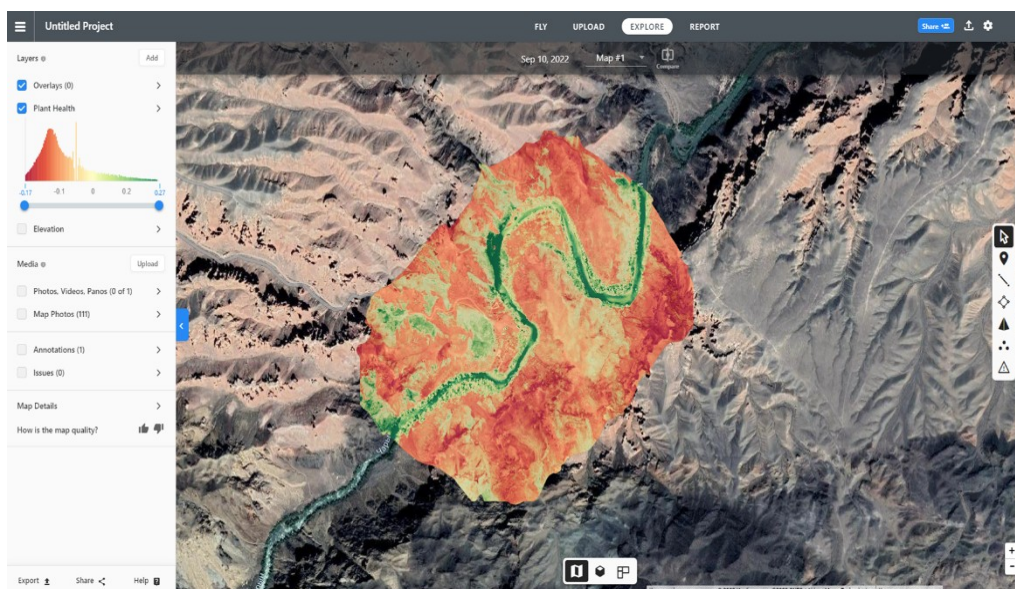 Untitled Project
FLY UPLOAD EXPLORE REPORT
Share
Sep 10, 2022 Map #1
Compare
Layers
Add
Overlays (0)
Plant Health
-0.17 -0.1 0 0.2 0.27
Elevation
Media
Upload
Photos, Videos, Panos (0 of 1)
Map Photos (111)
Annotations (1)
Issues (0)
Map Details
How is the map quality?
Export Share Help